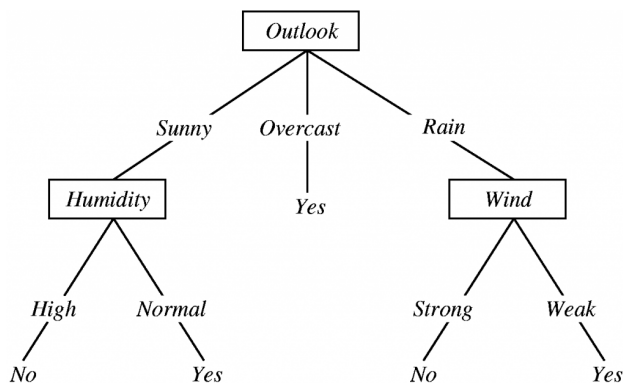 Outlook
Sunny Overcast Rain
Humidity Yes Wind
High Normal Strong Weak
No Yes No Yes